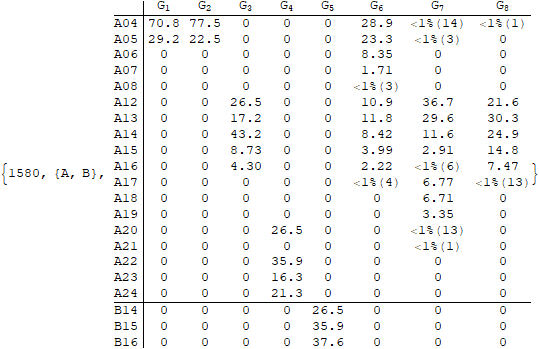 G₁ G₂ G₃ G₄ G₅ G₆ G₇ G₈
A04 70.8 77.5 0 0 0 28.9 <1%(14) <1%(1)
A05 29.2 22.5 0 0 0 23.3 <1%(3) 0
A06 0 0 0 0 0 8.35 0 0
A07 0 0 0 0 0 1.71 0 0
A08 0 0 0 0 0 <1%(3) 0 0
A12 0 0 26.5 0 0 10.9 36.7 21.6
A13 0 0 17.2 0 0 11.8 29.6 30.3
A14 0 0 43.2 0 0 8.42 11.6 24.9
A15 0 0 8.73 0 0 3.99 2.91 14.8
A16 0 0 4.30 0 0 2.22 <1%(6) 7.47
{1580, {A, B}, A17 0 0 0 0 0 <1%(4) 6.77 <1%(13) }
A18 0 0 0 0 0 0 6.71 0
A19 0 0 0 0 0 0 3.35 0
A20 0 0 0 26.5 0 0 <1%(13) 0
A21 0 0 0 0 0 0 <1%(1) 0
A22 0 0 0 35.9 0 0 0 0
A23 0 0 0 16.3 0 0 0 0
A24 0 0 0 21.3 0 0 0 0
B14 0 0 0 0 26.5 0 0 0
B15 0 0 0 0 35.9 0 0 0
B16 0 0 0 0 37.6 0 0 0